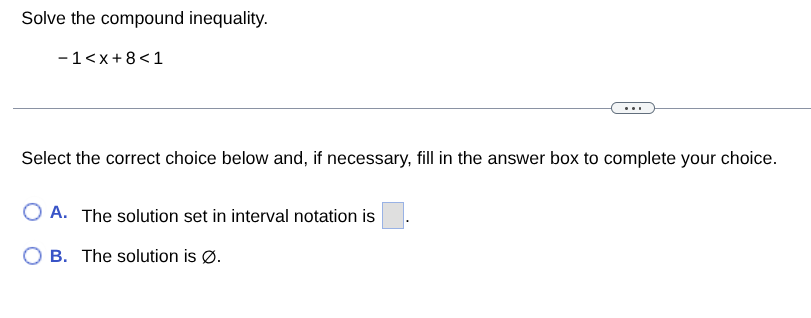 Solve the compound inequality.
− 1 < x + 8 < 1
Select the correct choice below and, if necessary, fill in the answer box to complete your choice.
A. The solution set in interval notation is .
B. The solution is ∅.